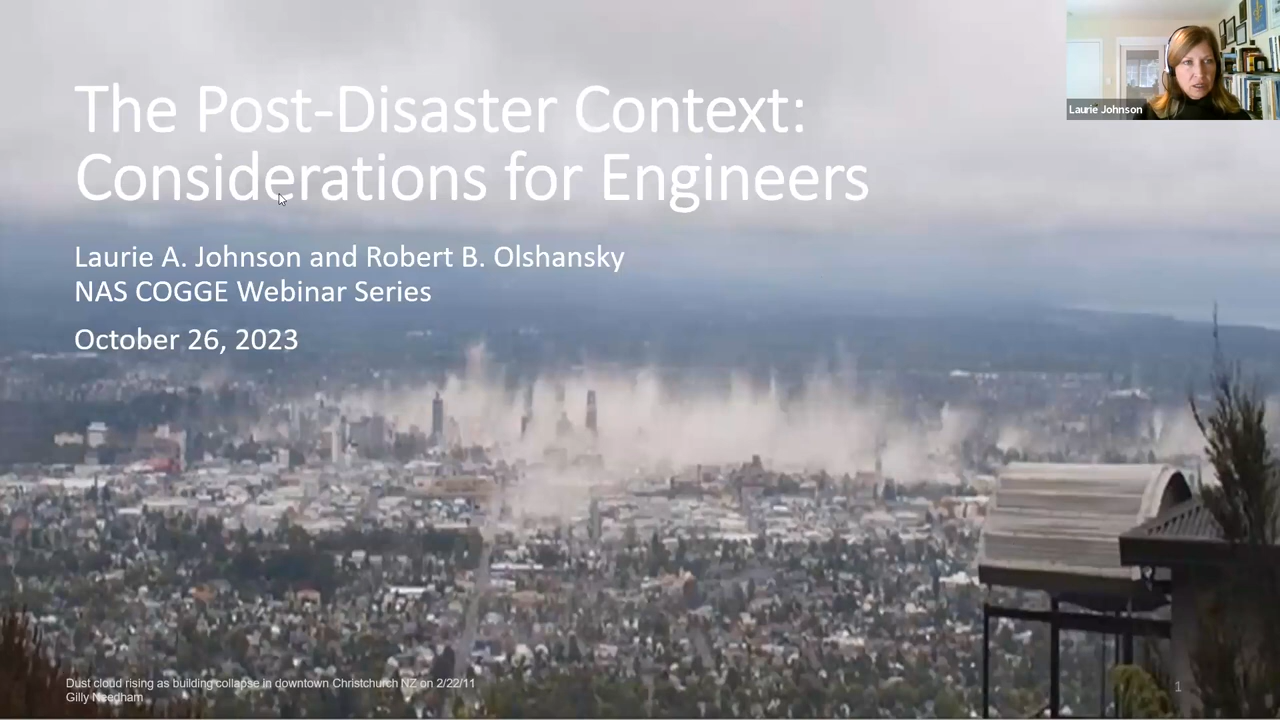 The Post-Disaster Context:
Considerations for Engineers
Laurie A. Johnson and Robert B. Olshansky
NAS COGGE Webinar Series
October 26, 2023
Laurie Johnson
Dust cloud rising as building collapse in downtown Christchurch NZ on 2/22/11
Gilly Needham
1